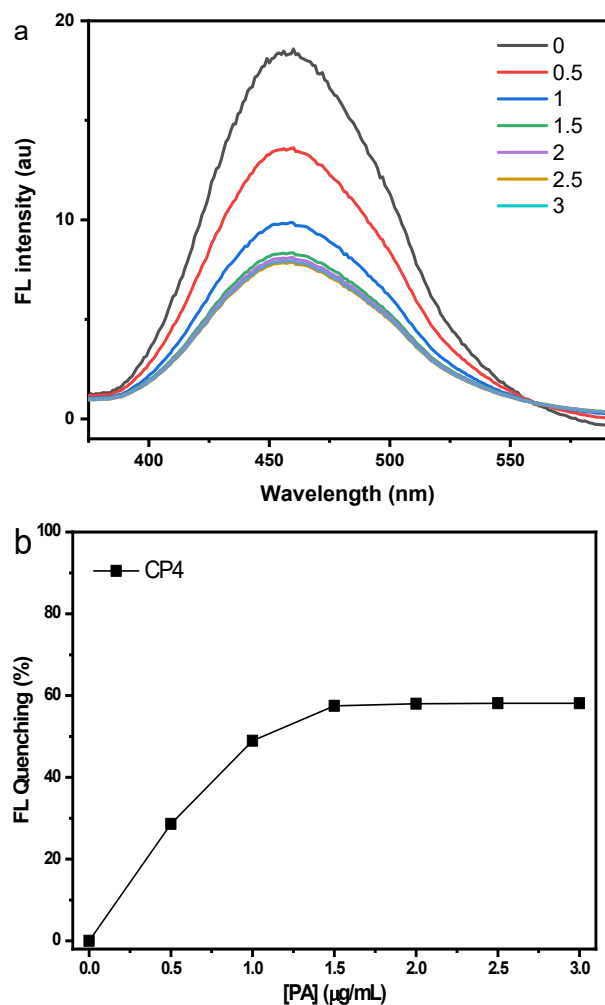 a
20
10
0
FL intensity (au)
0
0.5
1
1.5
2
2.5
3
400 450 500 550
Wavelength (nm)
b
100
80
60
40
20
0
FL Quenching (%)
CP4
0.0 0.5 1.0 1.5 2.0 2.5 3.0
[PA] (μg/mL)